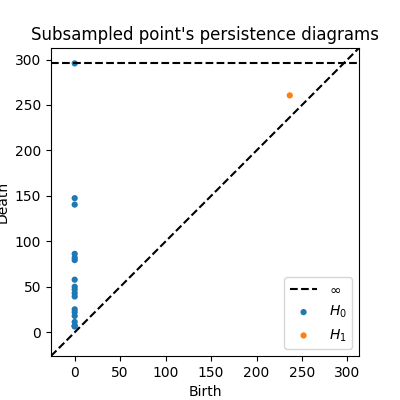 Subsampled point's persistence diagrams
300
250
200
150
100
50
0
Death
∞
H₀
H₁
0 50 100 150 200 250 300
Birth